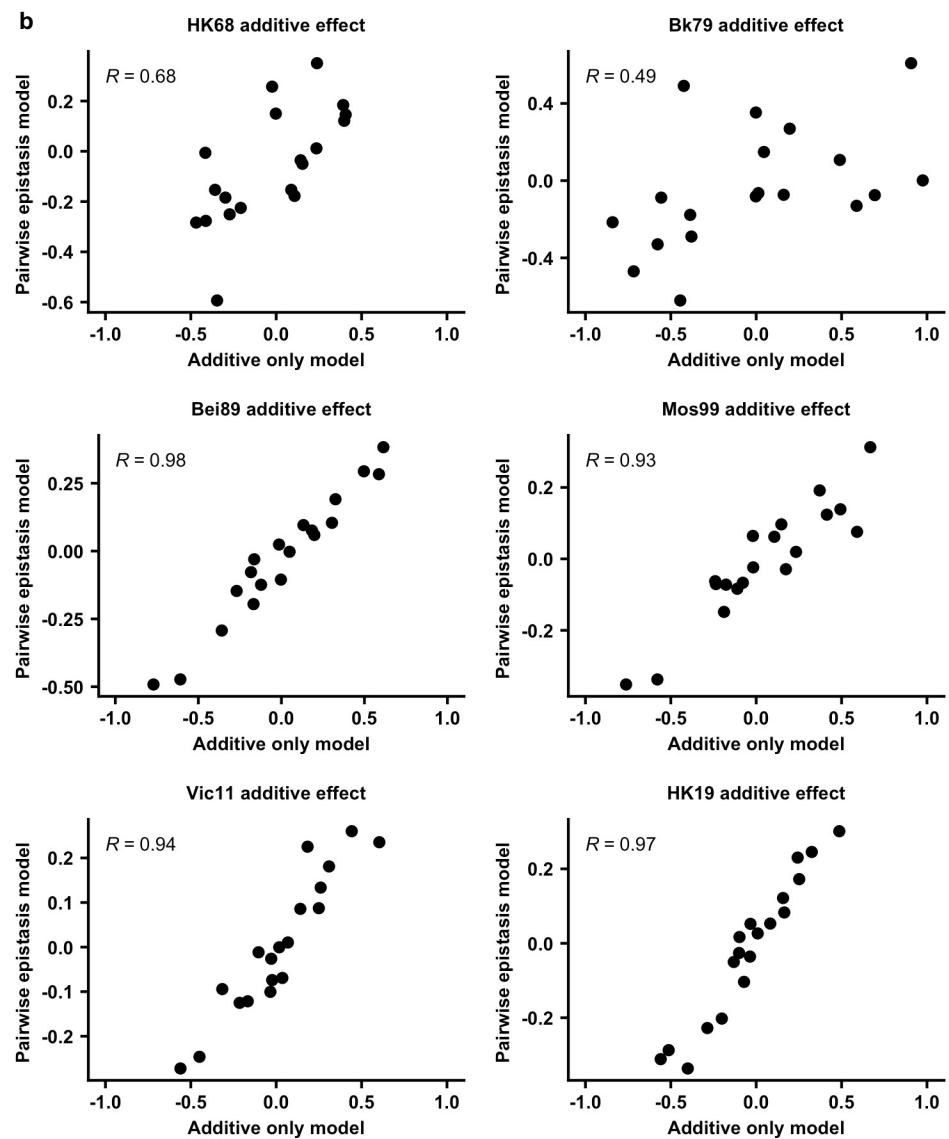 b
HK68 additive effect
R = 0.68
Pairwise epistasis model
0.2
0.0
-0.2
-0.4
-0.6
-1.0 -0.5 0.0 0.5 1.0
Additive only model
Bk79 additive effect
R = 0.49
Pairwise epistasis model
0.4
0.0
-0.4
-1.0 -0.5 0.0 0.5 1.0
Additive only model
Bei89 additive effect
R = 0.98
Pairwise epistasis model
0.25
0.00
-0.25
-0.50
-1.0 -0.5 0.0 0.5 1.0
Additive only model
Mos99 additive effect
R = 0.93
Pairwise epistasis model
0.2
0.0
-0.2
-1.0 -0.5 0.0 0.5 1.0
Additive only model
Vic11 additive effect
R = 0.94
Pairwise epistasis model
0.2
0.1
0.0
-0.1
-0.2
-1.0 -0.5 0.0 0.5 1.0
Additive only model
HK19 additive effect
R = 0.97
Pairwise epistasis model
0.2
0.0
-0.2
-1.0 -0.5 0.0 0.5 1.0
Additive only model